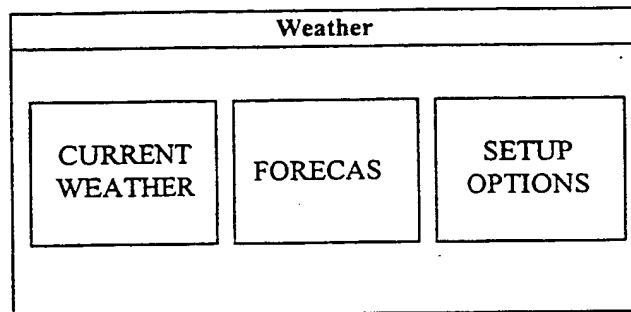 Weather
CURRENT
WEATHER
FORECAS
SETUP
OPTIONS